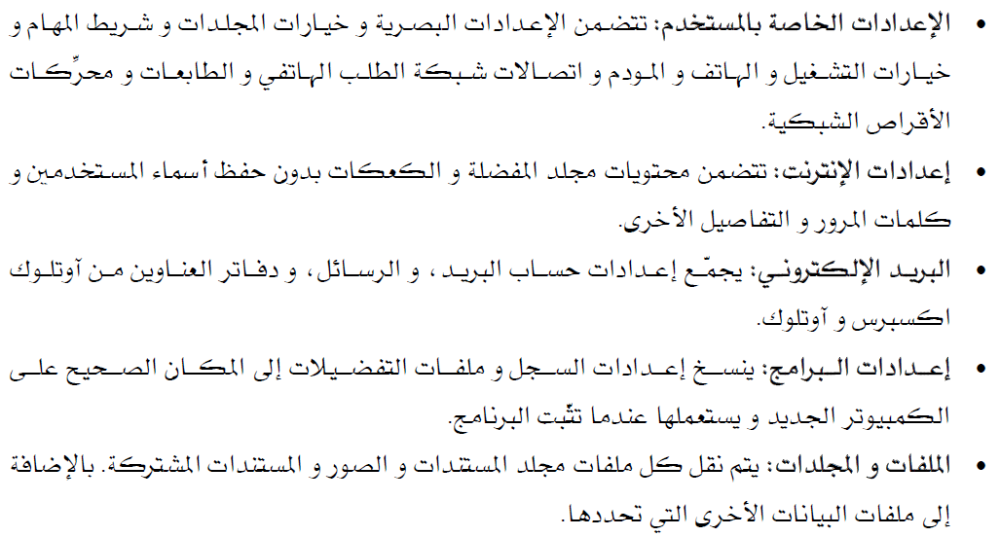 • الإعدادات الخاصة بالمستخدم: تتضمن الإعدادات البصرية و خيارات المجلدات و شريط المهام و
خيارات التشغيل و الهاتف و المودم و اتصالات شبكة الطلب الهاتفي و الطابعات و محرِّكات
الأقراص الشبكية.
• إعدادات الإنترنت: تتضمن محتويات مجلد المفضلة و الكعكات بدون حفظ أسماء المستخدمين و
كلمات المرور و التفاصيل الأخرى.
• البريد الإلكتروني: يجمّع إعدادات حساب البريد، و الرسائل، و دفاتر العناوين من آوتلوك
اكسبرس و آوتلوك.
• إعدادات البرامج: ينسخ إعدادات السجل و ملفات التفضيلات إلى المكان الصحيح على
الكمبيوتر الجديد و يستعملها عندما تثّبت البرنامج.
• الملفات و المجلدات: يتم نقل كل ملفات مجلد المستندات و الصور و المستندات المشتركة. بالإضافة
إلى ملفات البيانات الأخرى التي تحددها.